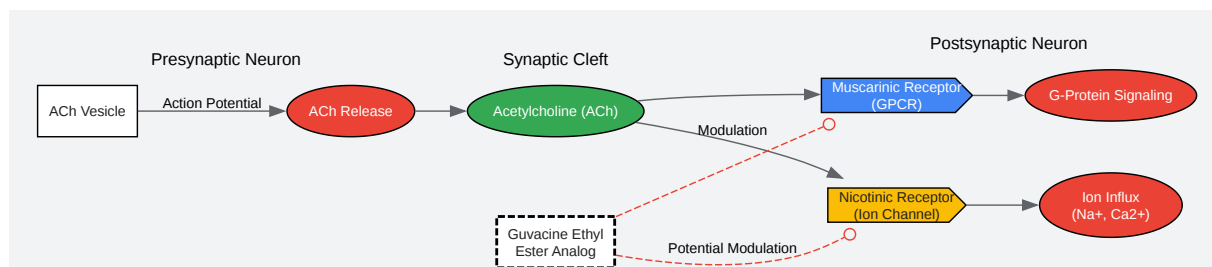 Presynaptic Neuron
Synaptic Cleft
Postsynaptic Neuron
ACh Vesicle
Action Potential
ACh Release
Acetylcholine (ACh)
Muscarinic Receptor
(GPCR)
G-Protein Signaling
Modulation
Nicotinic Receptor
(Ion Channel)
Ion Influx
(Na+, Ca2+)
Guvacine Ethyl
Ester Analog
Potential Modulation